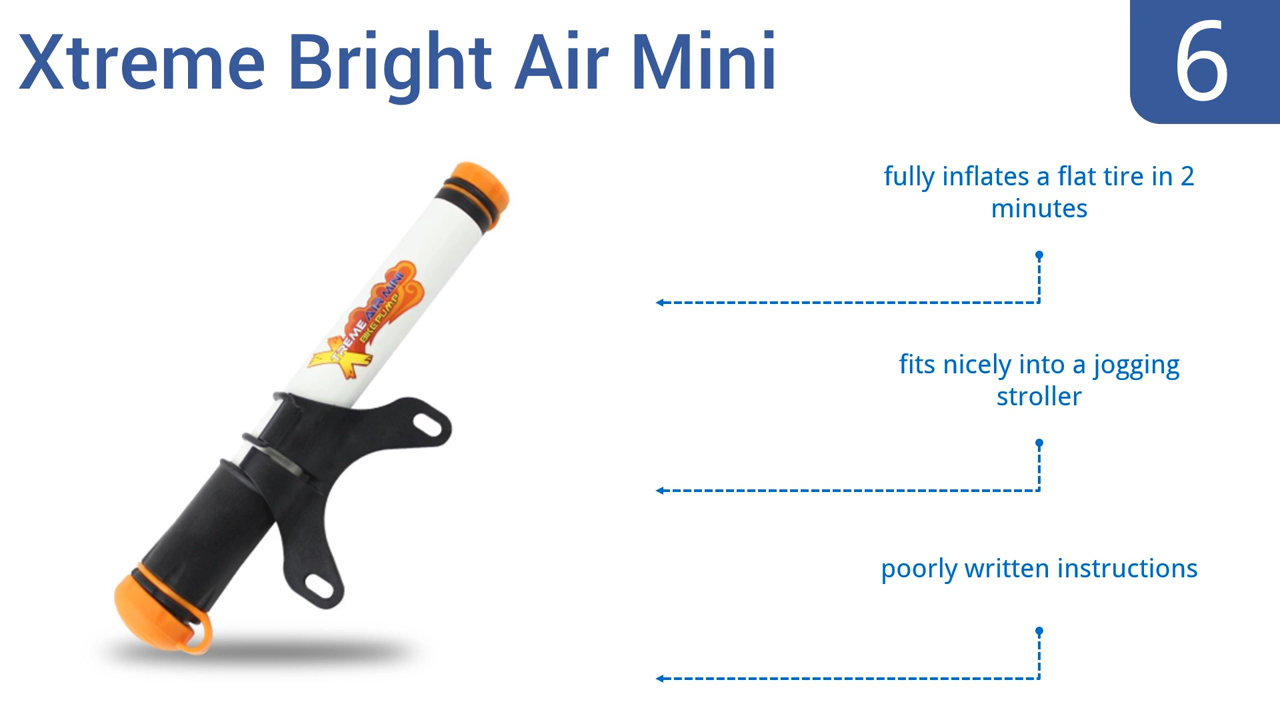 Xtreme Bright Air Mini
6
fully inflates a flat tire in 2
minutes
XTREME AIR MINI
BIKE PUMP
fits nicely into a jogging
stroller
poorly written instructions